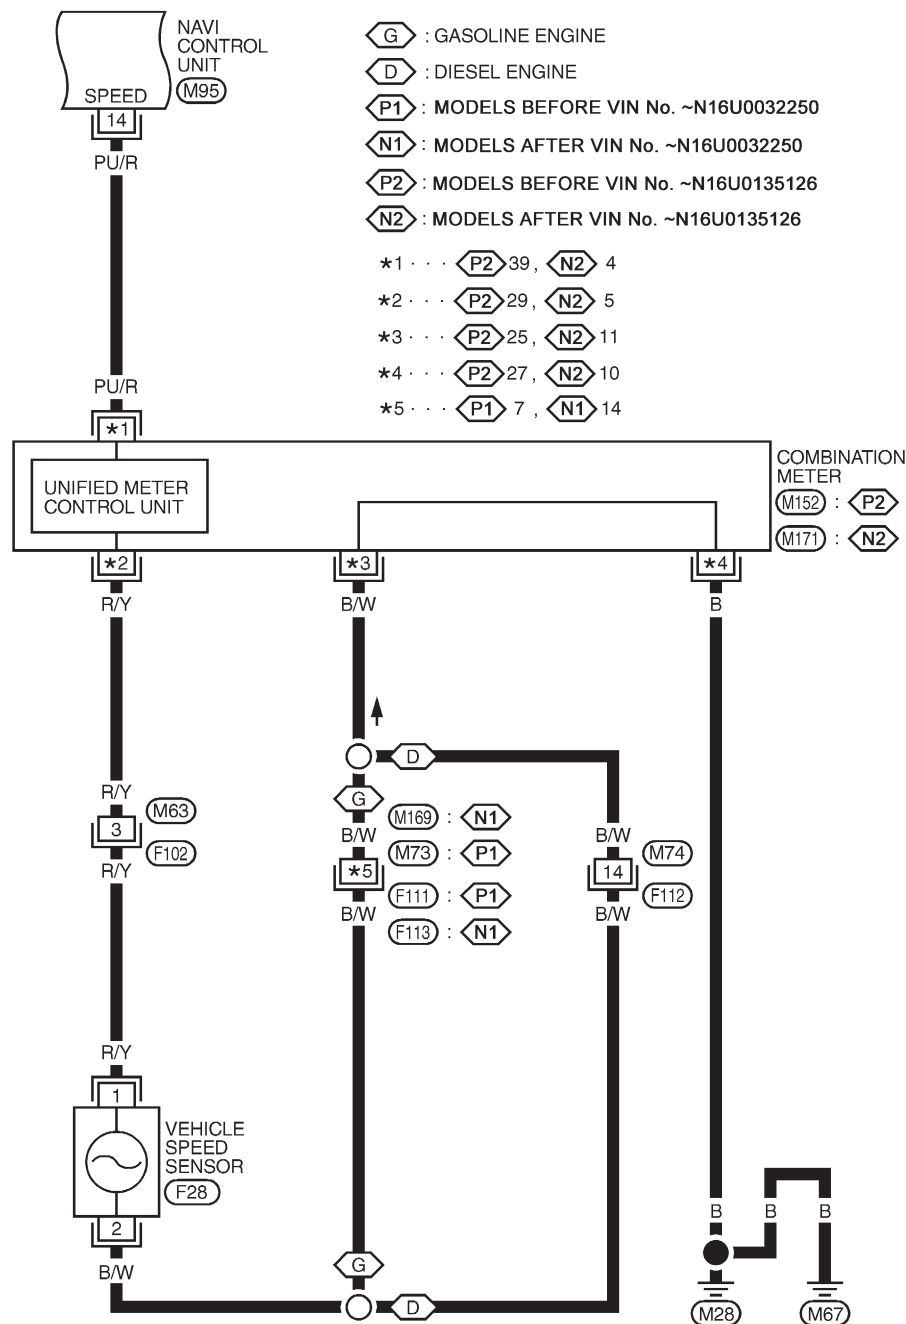 NAVI
CONTROL
UNIT
M95
SPEED
14
PU/R
G : GASOLINE ENGINE
D : DIESEL ENGINE
P1 : MODELS BEFORE VIN No. ~N16U0032250
N1 : MODELS AFTER VIN No. ~N16U0032250
P2 : MODELS BEFORE VIN No. ~N16U0135126
N2 : MODELS AFTER VIN No. ~N16U0135126
*1 · · · P2 39, N2 4
*2 · · · P2 29, N2 5
*3 · · · P2 25, N2 11
*4 · · · P2 27, N2 10
*5 · · · P1 7, N1 14
PU/R
*1
UNIFIED METER
CONTROL UNIT
COMBINATION
METER
M152 : P2
M171 : N2
*2 *3 *4
R/Y B/W B
D
G
R/Y
M63
3
F102
R/Y
M169 : N1
B/W
M73 : P1
*5
F111 : P1
B/W
F113 : N1
B/W
M74
14
F112
B/W
R/Y
1
VEHICLE
SPEED
SENSOR
F28
2
B/W
G
D
B B B
M28 M67